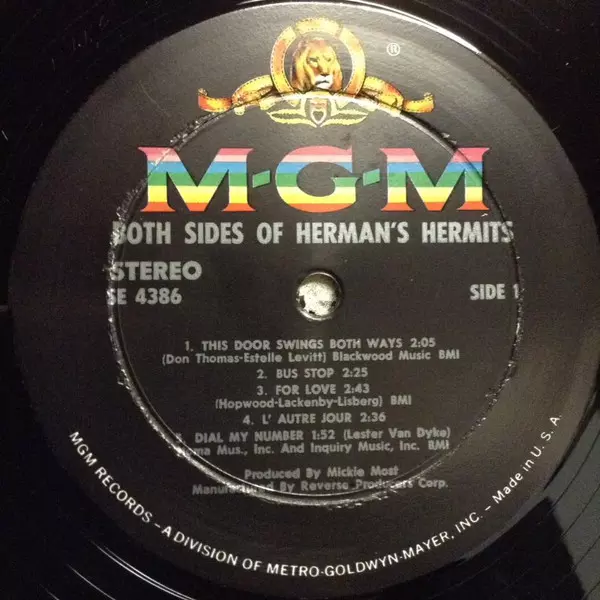 ®
M-G-M
BOTH SIDES OF HERMAN'S HERMITS
STEREO
SE 4386
SIDE 1
1. THIS DOOR SWINGS BOTH WAYS 2:05
(Don Thomas-Estelle Levitt) Blackwood Music BMI
2. BUS STOP 2:25
3. FOR LOVE 2:43
(Hopwood-Lackenby-Lisberg) BMI
4. L' AUTRE JOUR 2:36
5. DIAL MY NUMBER 1:52 (Lester Van Dyke)
Mus., Inc. And Inquiry Music, Inc. BMI
Produced By Mickie Most
Manufactured By Reverse Producers Corp.
MGM RECORDS – A DIVISION OF METRO-GOLDWYN-MAYER, INC. – Made in U. S. A.